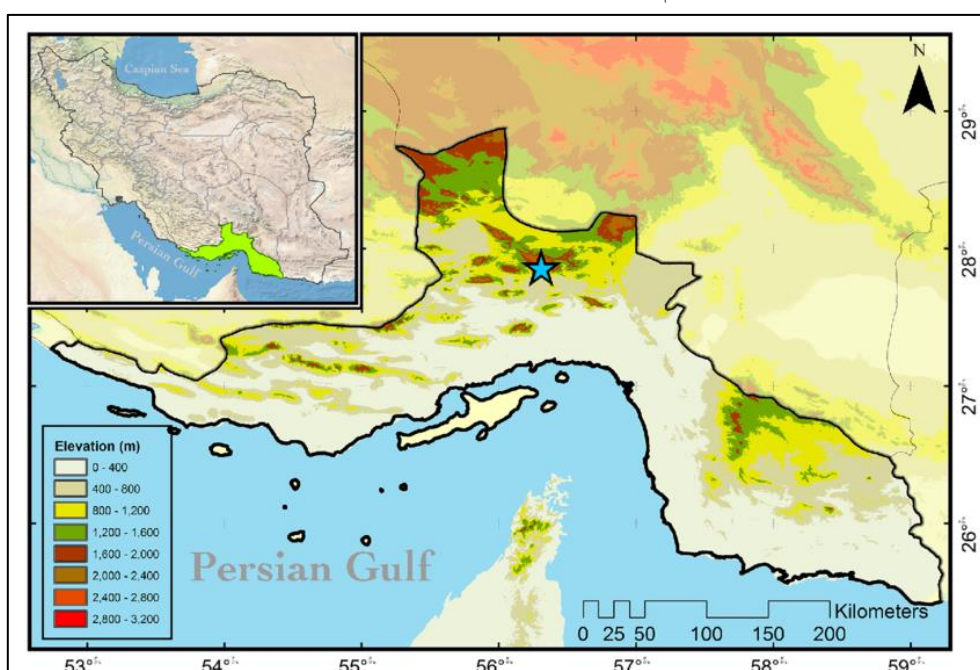 Caspian Sea
Persian Gulf
N
29°
28°
27°
26°
Elevation (m)
0 - 400
400 - 800
800 - 1,200
1,200 - 1,600
1,600 - 2,000
2,000 - 2,400
2,400 - 2,800
2,800 - 3,200
Persian Gulf
Kilometers
0 25 50 100 150 200
53° 54° 55° 56° 57° 58° 59°